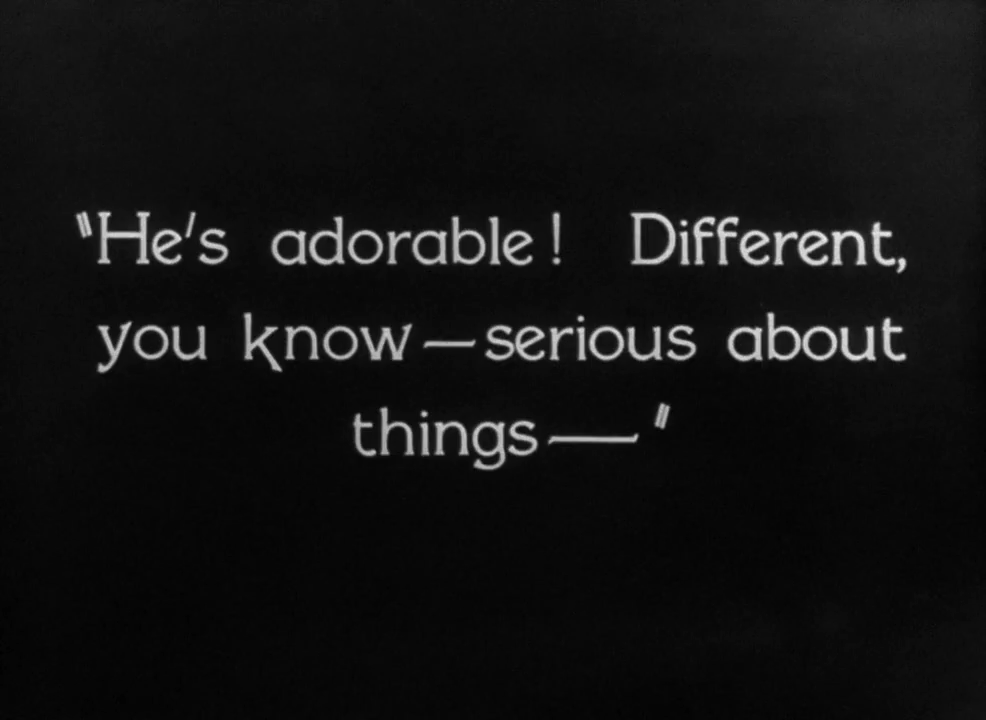 "He's adorable! Different,
you know—serious about
things——"